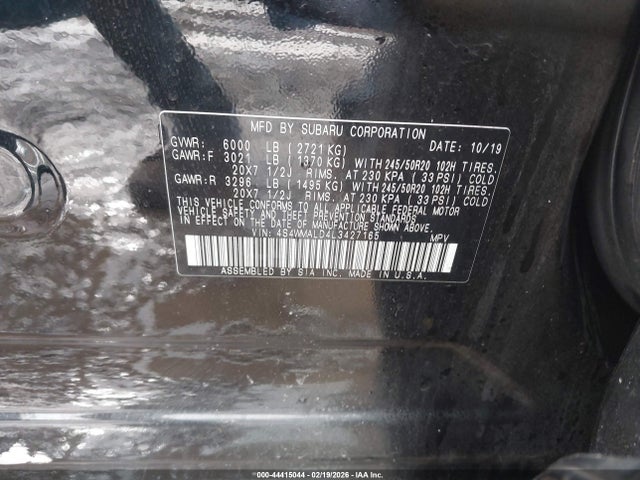 MFD BY SUBARU CORPORATION DATE: 10/19
GVWR: 6000 LB ( 2721 KG)
GAWR:F 3021 LB ( 1370 KG) WITH 245/50R20 102H TIRES,
20X7 1/2J RIMS, AT 230 KPA ( 33 PSI) COLD
GAWR:R 3296 LB ( 1495 KG) WITH 245/50R20 102H TIRES,
20X7 1/2J RIMS, AT 230 KPA ( 33 PSI) COLD
THIS VEHICLE CONFORMS TO ALL APPLICABLE FEDERAL MOTOR
VEHICLE SAFETY AND THEFT PREVENTION STANDARDS
IN EFFECT ON THE DATE OF MANUFACTURE SHOWN ABOVE.
VIN: 4S4WMALD4L3427165 MPV
ASSEMBLED BY SIA INC. MADE IN U.S.A.
000-44415044 - 02/19/2026 - IAA Inc.